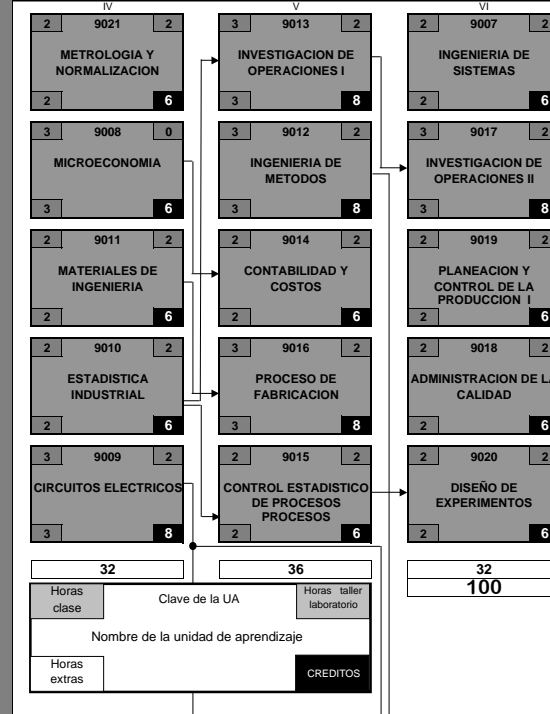 IV
V
VI
2 9021 2
METROLOGIA Y
NORMALIZACION
2 6
3 9013 2
INVESTIGACION DE
OPERACIONES I
3 8
2 9007 2
INGENIERIA DE
SISTEMAS
2 6
3 9008 0
MICROECONOMIA
3 6
3 9012 2
INGENIERIA DE
METODOS
3 8
3 9017 2
INVESTIGACION DE
OPERACIONES II
3 8
2 9011 2
MATERIALES DE
INGENIERIA
2 6
2 9014 2
CONTABILIDAD Y
COSTOS
2 6
2 9019 2
PLANEACION Y
CONTROL DE LA
PRODUCCION I
2 6
2 9010 2
ESTADISTICA
INDUSTRIAL
2 6
3 9016 2
PROCESO DE
FABRICACION
3 8
2 9018 2
ADMINISTRACION DE LA
CALIDAD
2 6
3 9009 2
CIRCUITOS ELECTRICOS
3 8
2 9015 2
CONTROL ESTADISTICO
DE PROCESOS
PROCESOS
2 6
2 9020 2
DISEÑO DE
EXPERIMENTOS
2 6
32
36
32
100
Horas
clase
Clave de la UA
Horas taller
laboratorio
Nombre de la unidad de aprendizaje
Horas
extras
CREDITOS